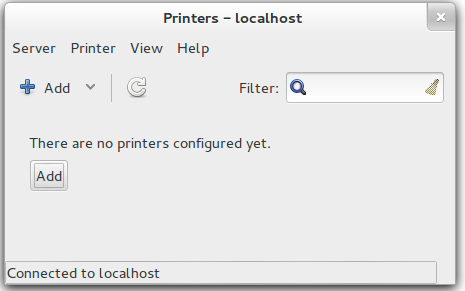 Printers – localhost
Server Printer View Help
Add Filter:
There are no printers configured yet.
Add
Connected to localhost